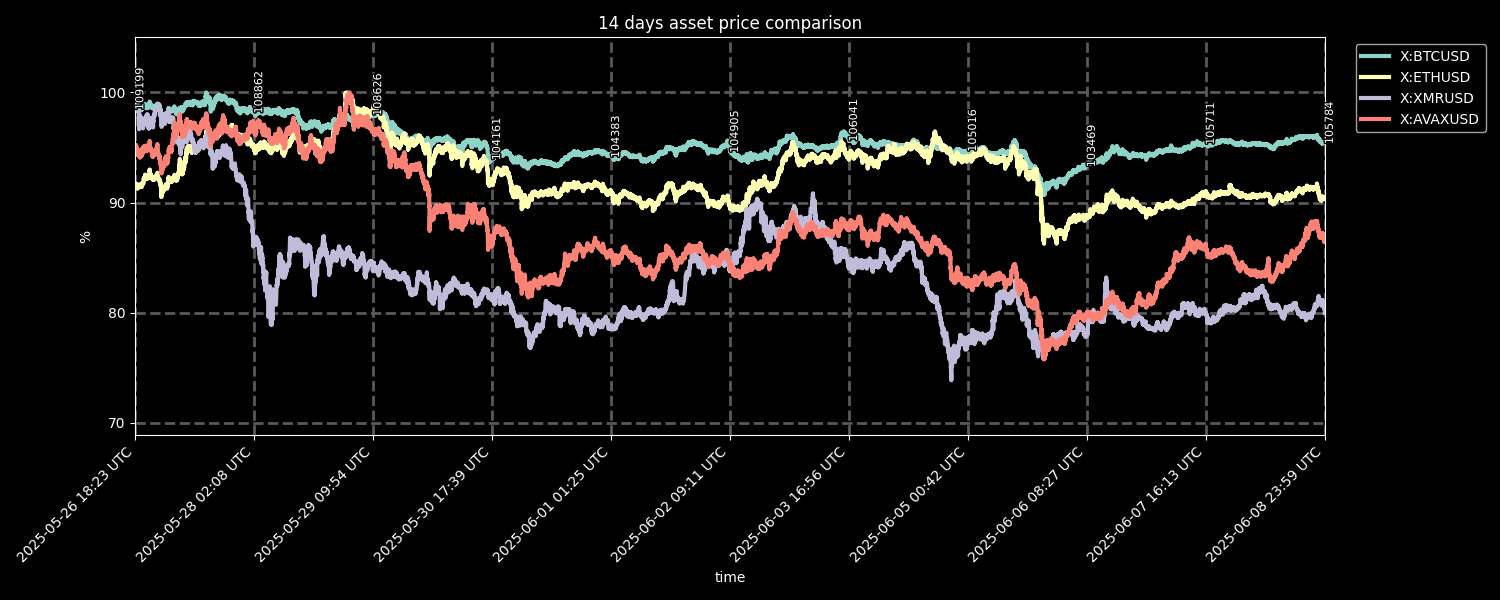 14 days asset price comparison
X:BTCUSD
X:ETHUSD
X:XMRUSD
X:AVAXUSD
100
90
80
70
%
109199
108862
108626
104161
104383
104905
106041
105016
103469
105711
105784
2025-05-26 18:23 UTC
2025-05-28 02:08 UTC
2025-05-29 09:54 UTC
2025-05-30 17:39 UTC
2025-06-01 01:25 UTC
2025-06-02 09:11 UTC
2025-06-03 16:56 UTC
2025-06-05 00:42 UTC
2025-06-06 08:27 UTC
2025-06-07 16:13 UTC
2025-06-08 23:59 UTC
time